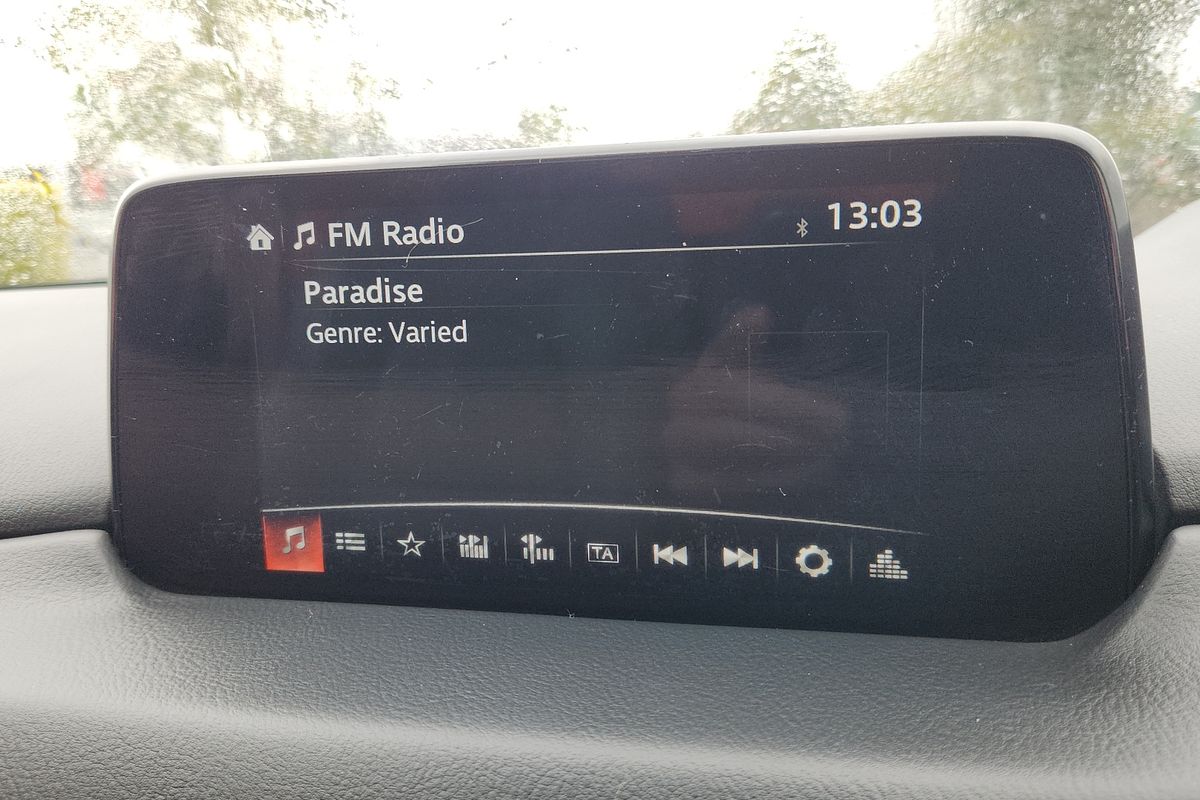 FM Radio
13:03
Paradise
Genre: Varied
TA